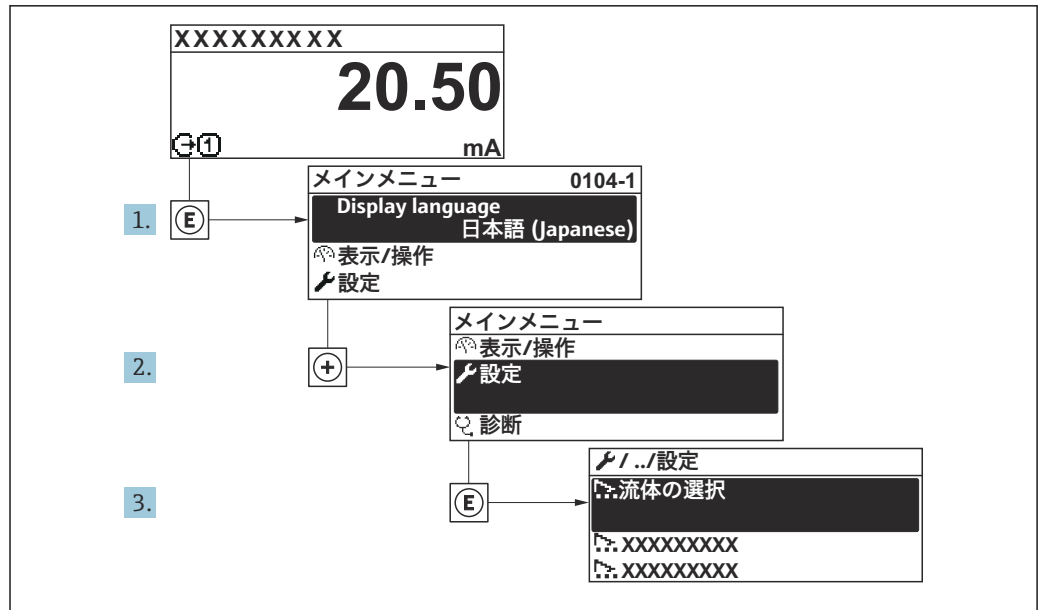 XXXXXXXXX
20.50
mA
1
メインメニュー 0104-1
1. E
Display language
日本語 (Japanese)
表示/操作
設定
メインメニュー
2. +
表示/操作
設定
診断
/ ../設定
3. E
流体の選択
XXXXXXXXX
XXXXXXXXX